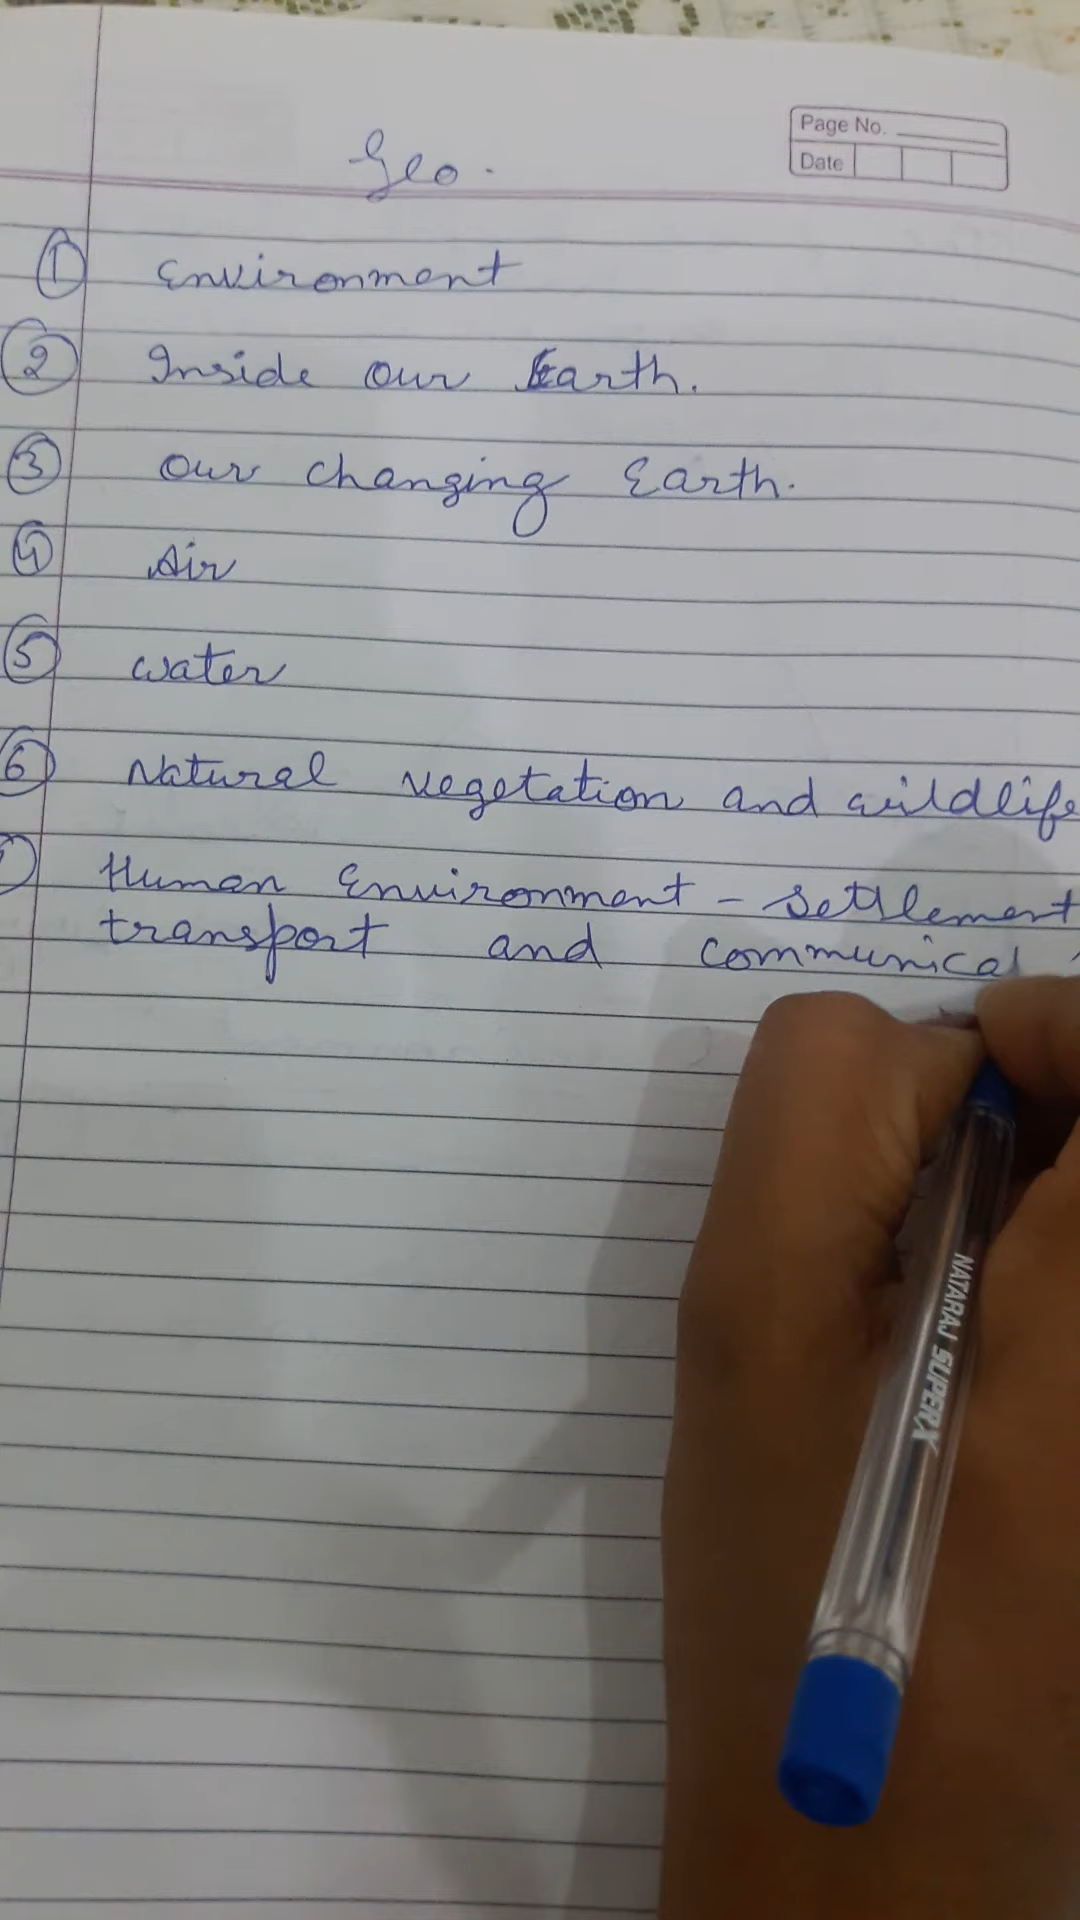 Page No.
Date
Geo.
① Environment
② Inside our Earth.
③ our changing Earth.
④ Air
⑤ water
⑥ Natural vegetation and wildlife
Human Environment - settlement
transport and communica
NATARAJ SUPERX